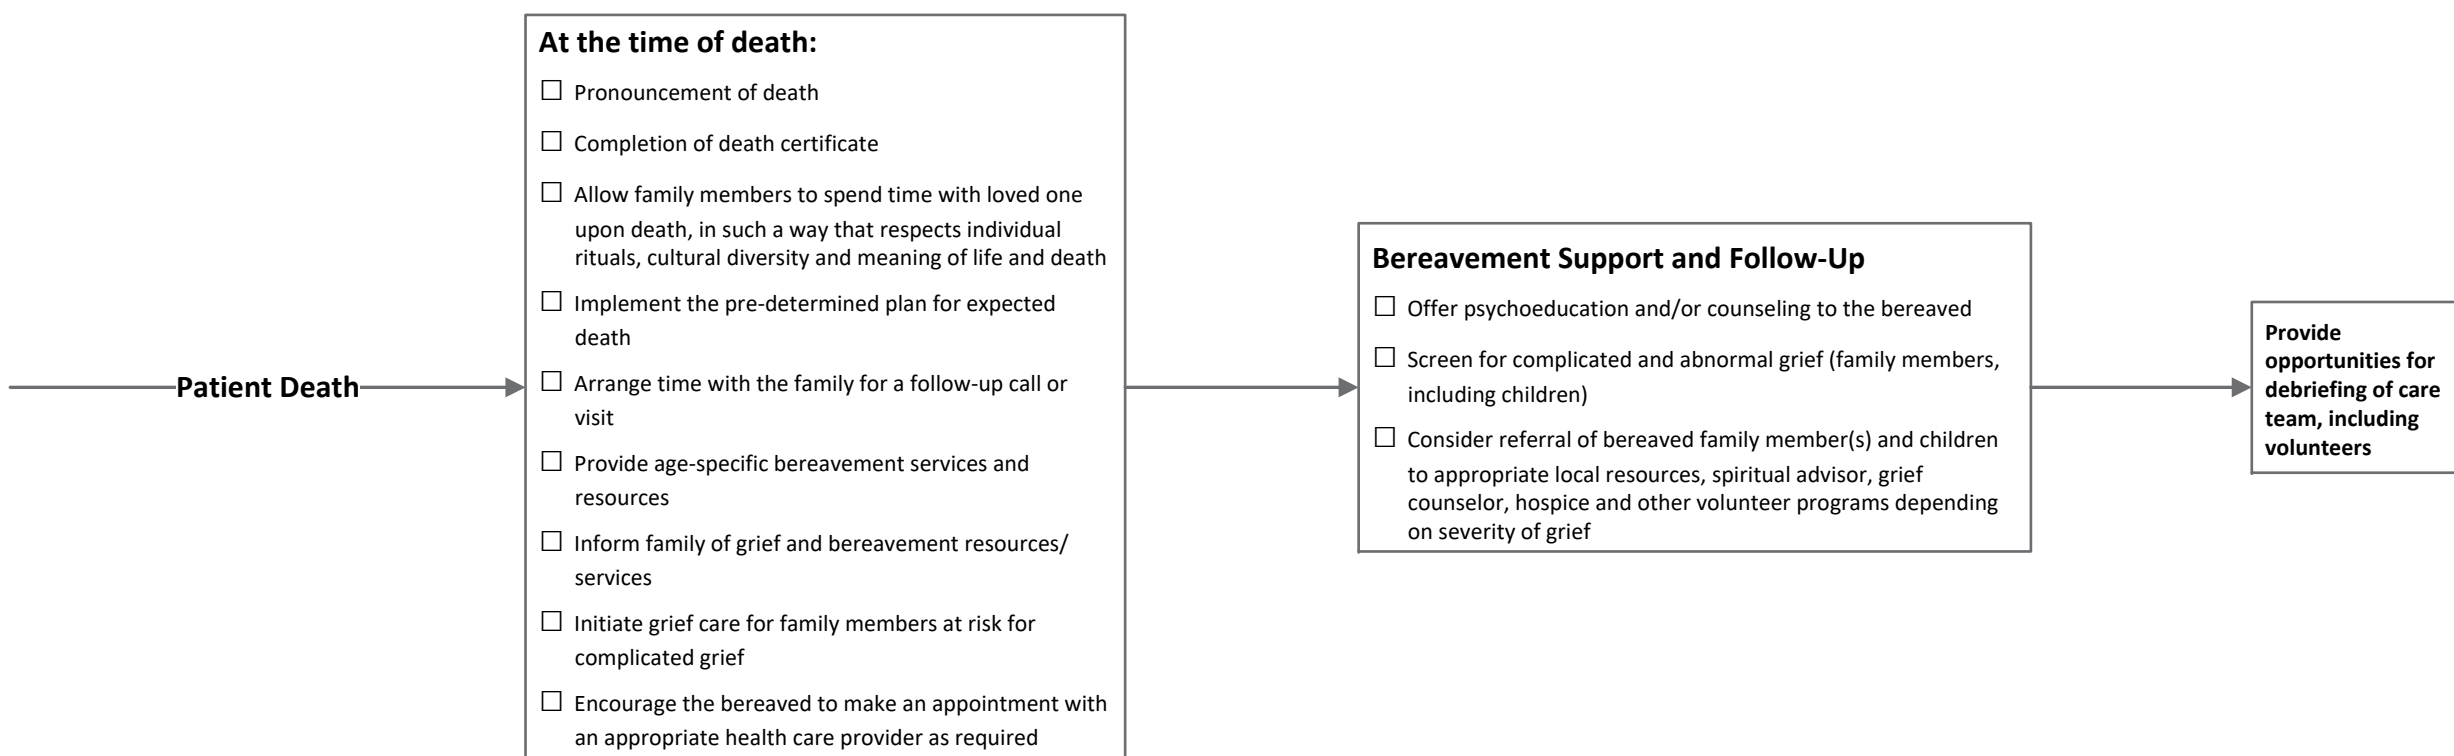 Patient Death
At the time of death:
☐ Pronouncement of death
☐ Completion of death certificate
☐ Allow family members to spend time with loved one
upon death, in such a way that respects individual
rituals, cultural diversity and meaning of life and death
☐ Implement the pre-determined plan for expected
death
☐ Arrange time with the family for a follow-up call or
visit
☐ Provide age-specific bereavement services and
resources
☐ Inform family of grief and bereavement resources/
services
☐ Initiate grief care for family members at risk for
complicated grief
☐ Encourage the bereaved to make an appointment with
an appropriate health care provider as required
Bereavement Support and Follow-Up
☐ Offer psychoeducation and/or counseling to the bereaved
☐ Screen for complicated and abnormal grief (family members,
including children)
☐ Consider referral of bereaved family member(s) and children
to appropriate local resources, spiritual advisor, grief
counselor, hospice and other volunteer programs depending
on severity of grief
Provide
opportunities for
debriefing of care
team, including
volunteers